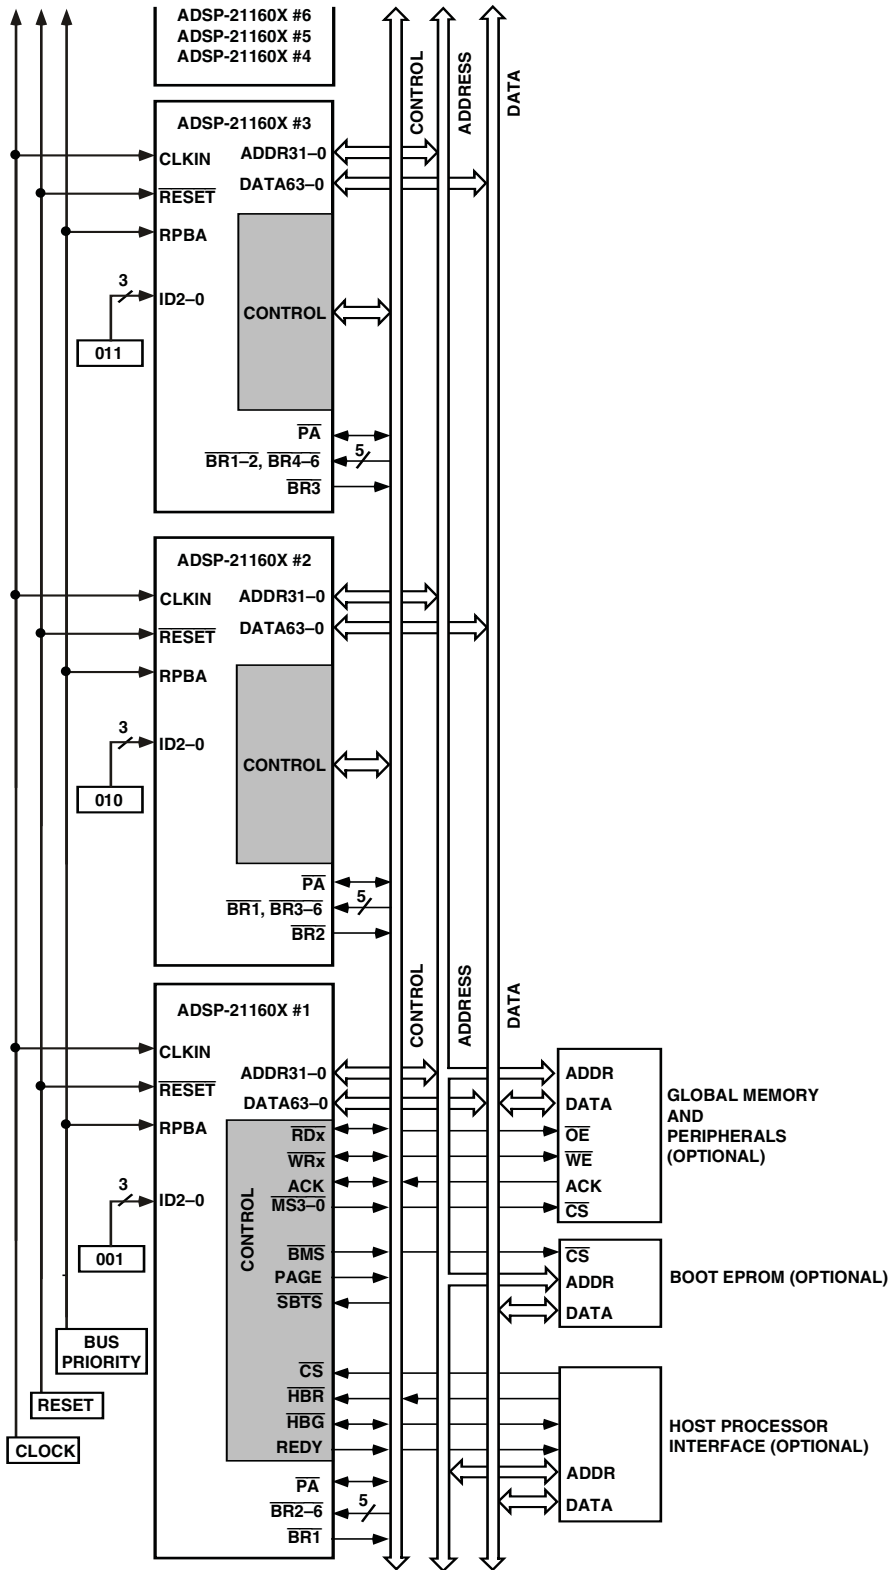 ADSP-21160X #6
ADSP-21160X #5
ADSP-21160X #4
CONTROL
ADDRESS
DATA
ADSP-21160X #3
CLKIN
ADDR31–0
RESET
DATA63–0
RPBA
3
ID2–0
CONTROL
011
PA
BR1–2, BR4–6
5
BR3
ADSP-21160X #2
CLKIN
ADDR31–0
RESET
DATA63–0
RPBA
3
ID2–0
CONTROL
010
PA
BR1, BR3–6
5
BR2
CONTROL
ADDRESS
DATA
ADSP-21160X #1
CLKIN
ADDR31–0
RESET
DATA63–0
RPBA
RDx
WRx
3
ID2–0
ACK
MS3–0
CONTROL
001
BMS
PAGE
SBTS
BUS
PRIORITY
CS
HBR
RESET
HBG
REDY
CLOCK
PA
BR2–6
5
BR1
ADDR
DATA
OE
WE
ACK
CS
GLOBAL MEMORY
AND
PERIPHERALS
(OPTIONAL)
CS
ADDR
DATA
BOOT EPROM (OPTIONAL)
HOST PROCESSOR
INTERFACE (OPTIONAL)
ADDR
DATA